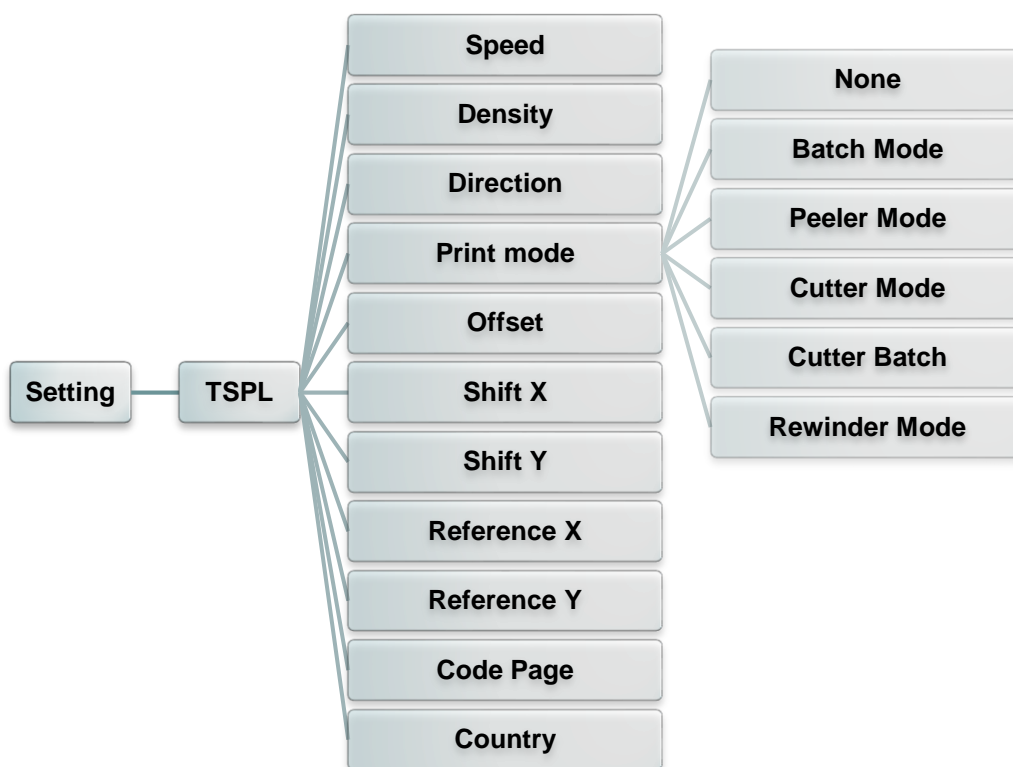 Setting
TSPL
Speed
Density
Direction
Print mode
Offset
Shift X
Shift Y
Reference X
Reference Y
Code Page
Country
None
Batch Mode
Peeler Mode
Cutter Mode
Cutter Batch
Rewinder Mode